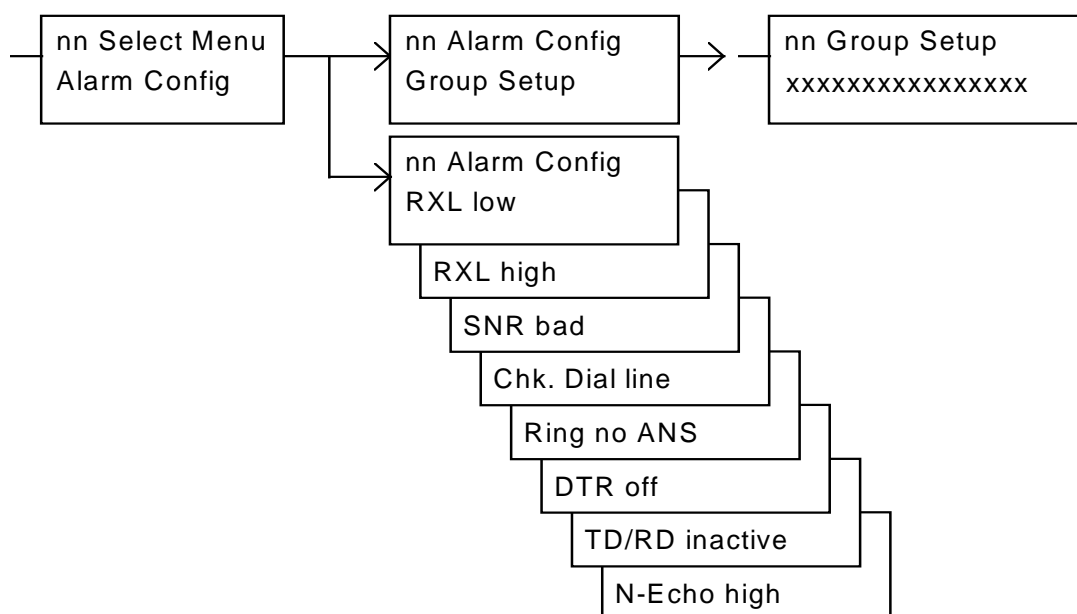 nn Select Menu
Alarm Config
nn Alarm Config
Group Setup
nn Group Setup
xxxxxxxxxxxxxxxx
nn Alarm Config
RXL low
RXL high
SNR bad
Chk. Dial line
Ring no ANS
DTR off
TD/RD inactive
N-Echo high